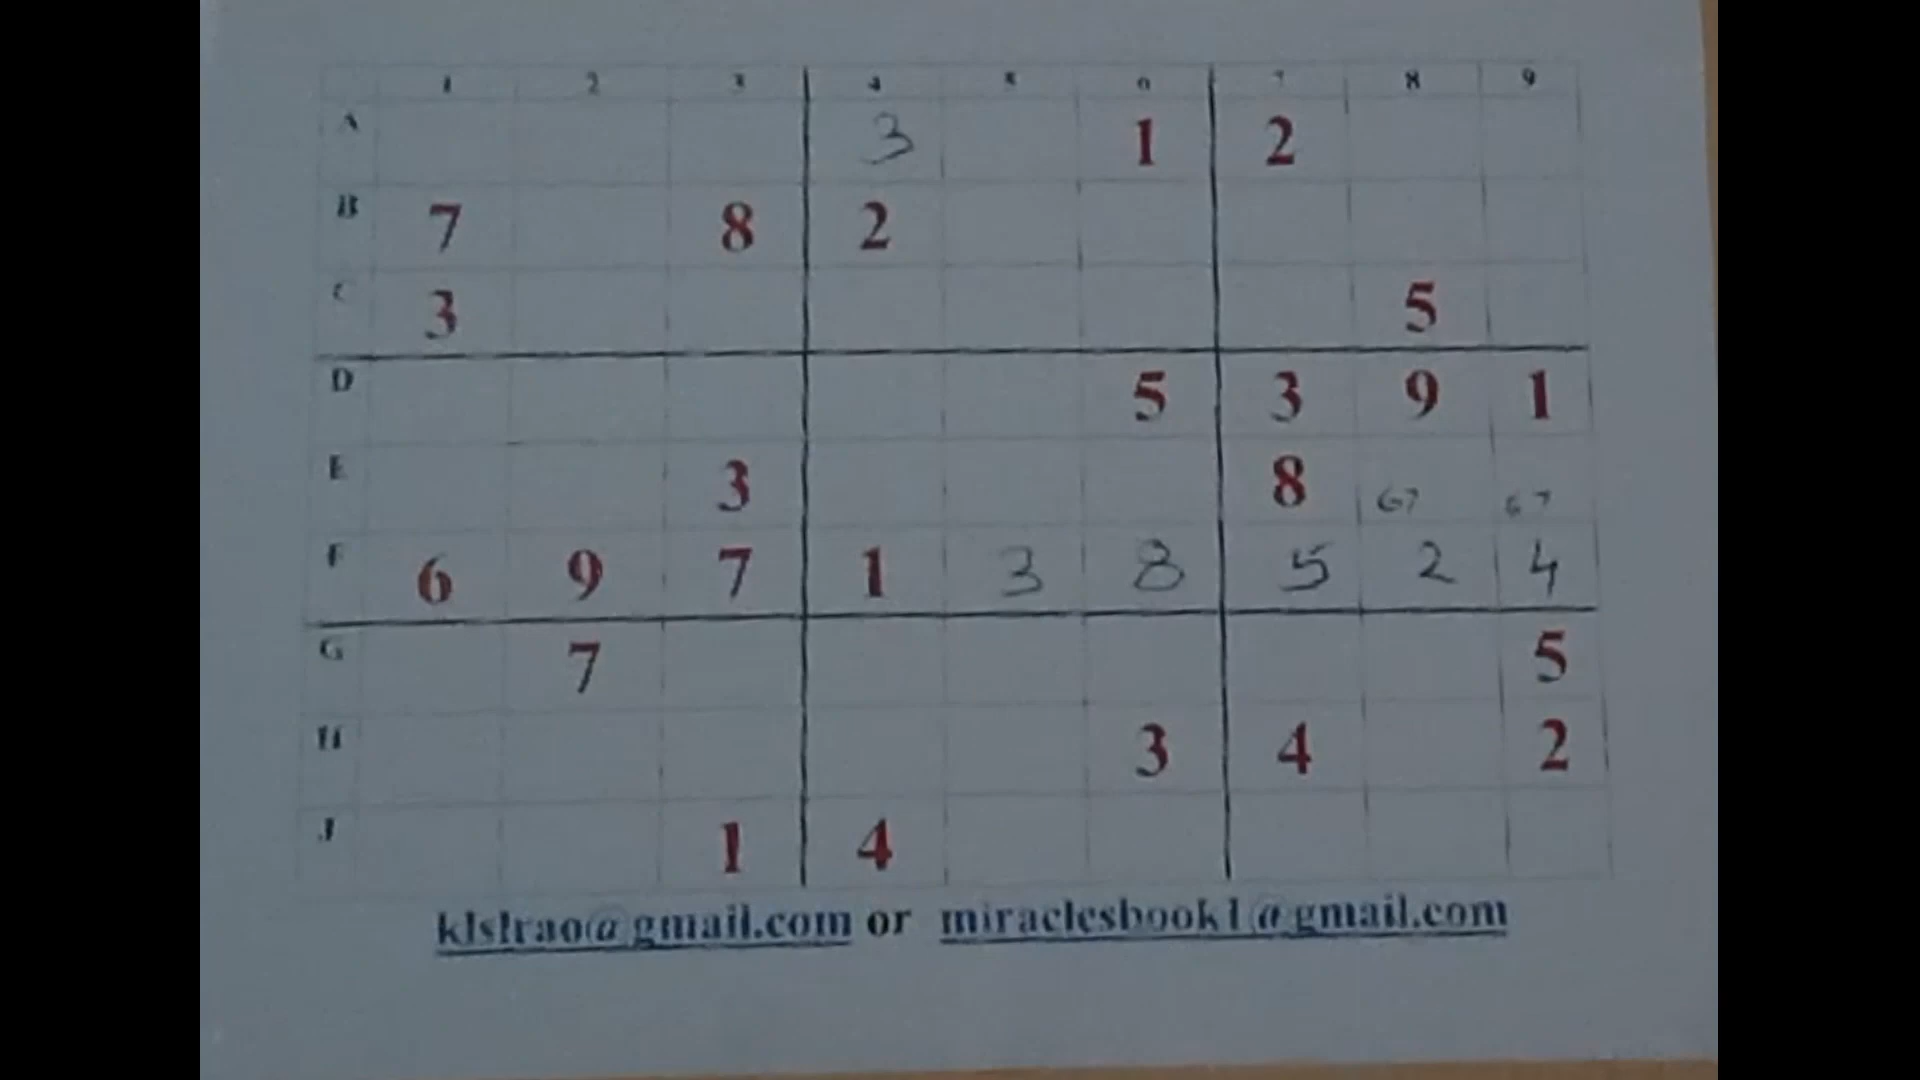 1 2 3 4 5 6 7 8 9
A 3 1 2
B 7 8 2
C 3 5
D 5 3 9 1
E 3 8 67 67
F 6 9 7 1 3 8 5 2 4
G 7 5
H 3 4 2
J 1 4
klslrao@gmail.com or miraclesbook1@gmail.com